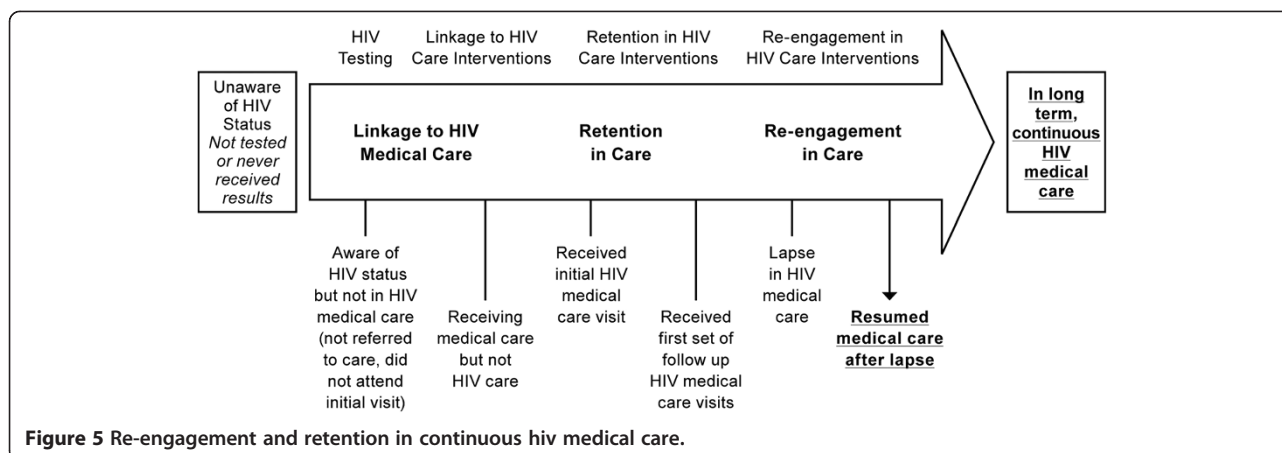 HIV
Testing
Linkage to HIV
Care Interventions
Retention in HIV
Care Interventions
Re-engagement in
HIV Care Interventions
Unaware
of HIV
Status
Not tested
or never
received
results
Linkage to HIV
Medical Care
Retention
in Care
Re-engagement
in Care
In long
term,
continuous
HIV
medical
care
Aware of
HIV status
but not in HIV
medical care
(not referred
to care, did
not attend
initial visit)
Receiving
medical care
but not
HIV care
Received
initial HIV
medical
care visit
Received
first set of
follow up
HIV medical
care visits
Lapse
in HIV
medical
care
Resumed
medical care
after lapse
Figure 5 Re-engagement and retention in continuous hiv medical care.